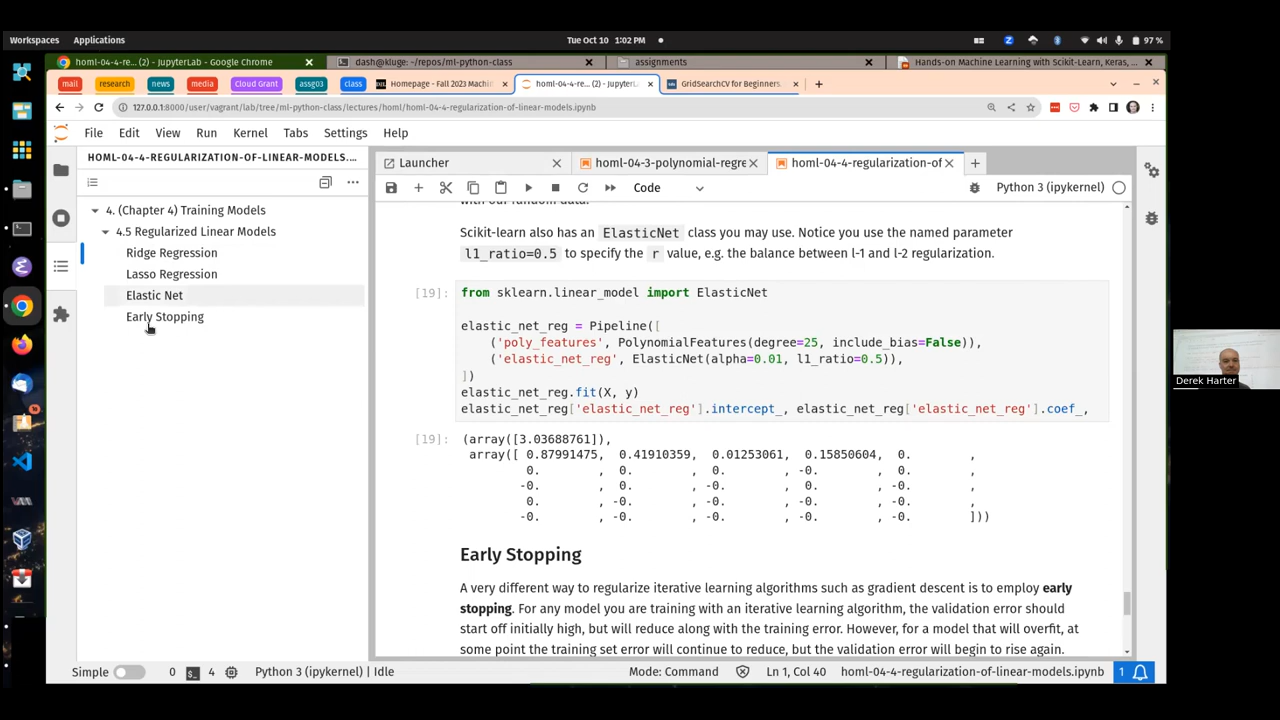 Workspaces Applications Tue Oct 10 1:02 PM 97 %
homl-04-4-re... (2) - JupyterLab - Google Chrome dash@kluge: ~/repos/ml-python-class assignments Hands-on Machine Learning with Scikit-Learn, Keras, ...
mail research news media Cloud Grant assg03 class Homepage - Fall 2023 Machin homl-04-4-re... (2) - JupyterL GridSearchCV for Beginners.
127.0.0.1:8000/user/vagrant/lab/tree/ml-python-class/lectures/homl/homl-04-4-regularization-of-linear-models.ipynb
File Edit View Run Kernel Tabs Settings Help
HOML-04-4-REGULARIZATION-OF-LINEAR-MODELS....
Launcher homl-04-3-polynomial-regre homl-04-4-regularization-of
Code Python 3 (ipykernel)
4. (Chapter 4) Training Models
4.5 Regularized Linear Models
Ridge Regression
Lasso Regression
Elastic Net
Early Stopping
with our random data.
Scikit-learn also has an ElasticNet class you may use. Notice you use the named parameter
l1_ratio=0.5 to specify the r value, e.g. the balance between l-1 and l-2 regularization.
[19]: from sklearn.linear_model import ElasticNet
elastic_net_reg = Pipeline([
('poly_features', PolynomialFeatures(degree=25, include_bias=False)),
('elastic_net_reg', ElasticNet(alpha=0.01, l1_ratio=0.5)),
])
elastic_net_reg.fit(X, y)
elastic_net_reg['elastic_net_reg'].intercept_, elastic_net_reg['elastic_net_reg'].coef_,
[19]: (array([3.03688761]),
array([ 0.87991475, 0.41910359, 0.01253061, 0.15850604, 0. ,
0. , 0. , 0. , -0. , 0. ,
-0. , 0. , -0. , -0. , -0. ,
0. , -0. , -0. , 0. , -0. ,
-0. , -0. , -0. , -0. , -0. ]))
Early Stopping
A very different way to regularize iterative learning algorithms such as gradient descent is to employ early
stopping. For any model you are training with an iterative learning algorithm, the validation error should
start off initially high, but will reduce along with the training error. However, for a model that will overfit, at
some point the training set error will continue to reduce, but the validation error will begin to rise again.
Simple 0 4 Python 3 (ipykernel) | Idle Mode: Command Ln 1, Col 40 homl-04-4-regularization-of-linear-models.ipynb 1
Derek Harter